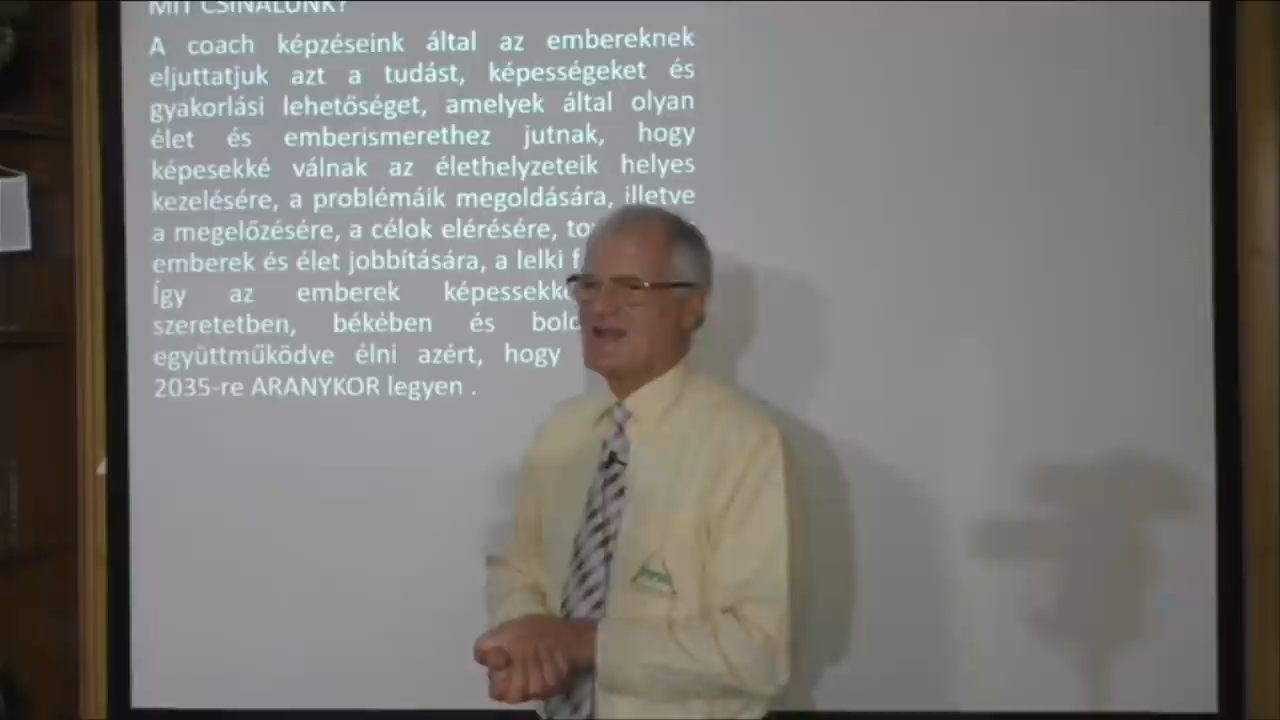 MIT CSINÁLUNK?
A coach képzéseink által az embereknek
eljuttatjuk azt a tudást, képességeket és
gyakorlási lehetőséget, amelyek által olyan
élet és emberismerethez jutnak, hogy
képesekké válnak az élethelyzeteik helyes
kezelésére, a problémáik megoldására, illetve
a megelőzésére, a célok elérésére,
emberek és élet jobbítására, a lelki
Így az emberek
szeretetben, békében és
együttműködve élni azért, hogy
2035-re ARANYKOR legyen .